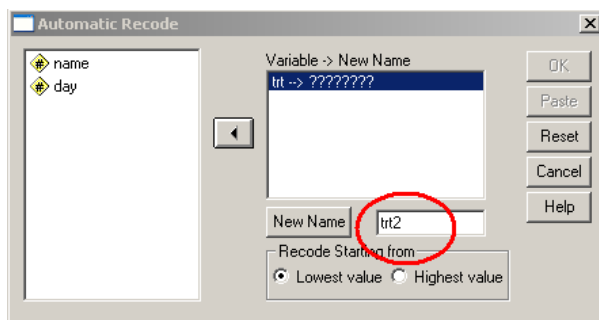 Automatic Recode
name
day
Variable -> New Name
trt --> ????????
OK
Paste
Reset
Cancel
Help
New Name
trt2
Recode Starting from
Lowest value
Highest value